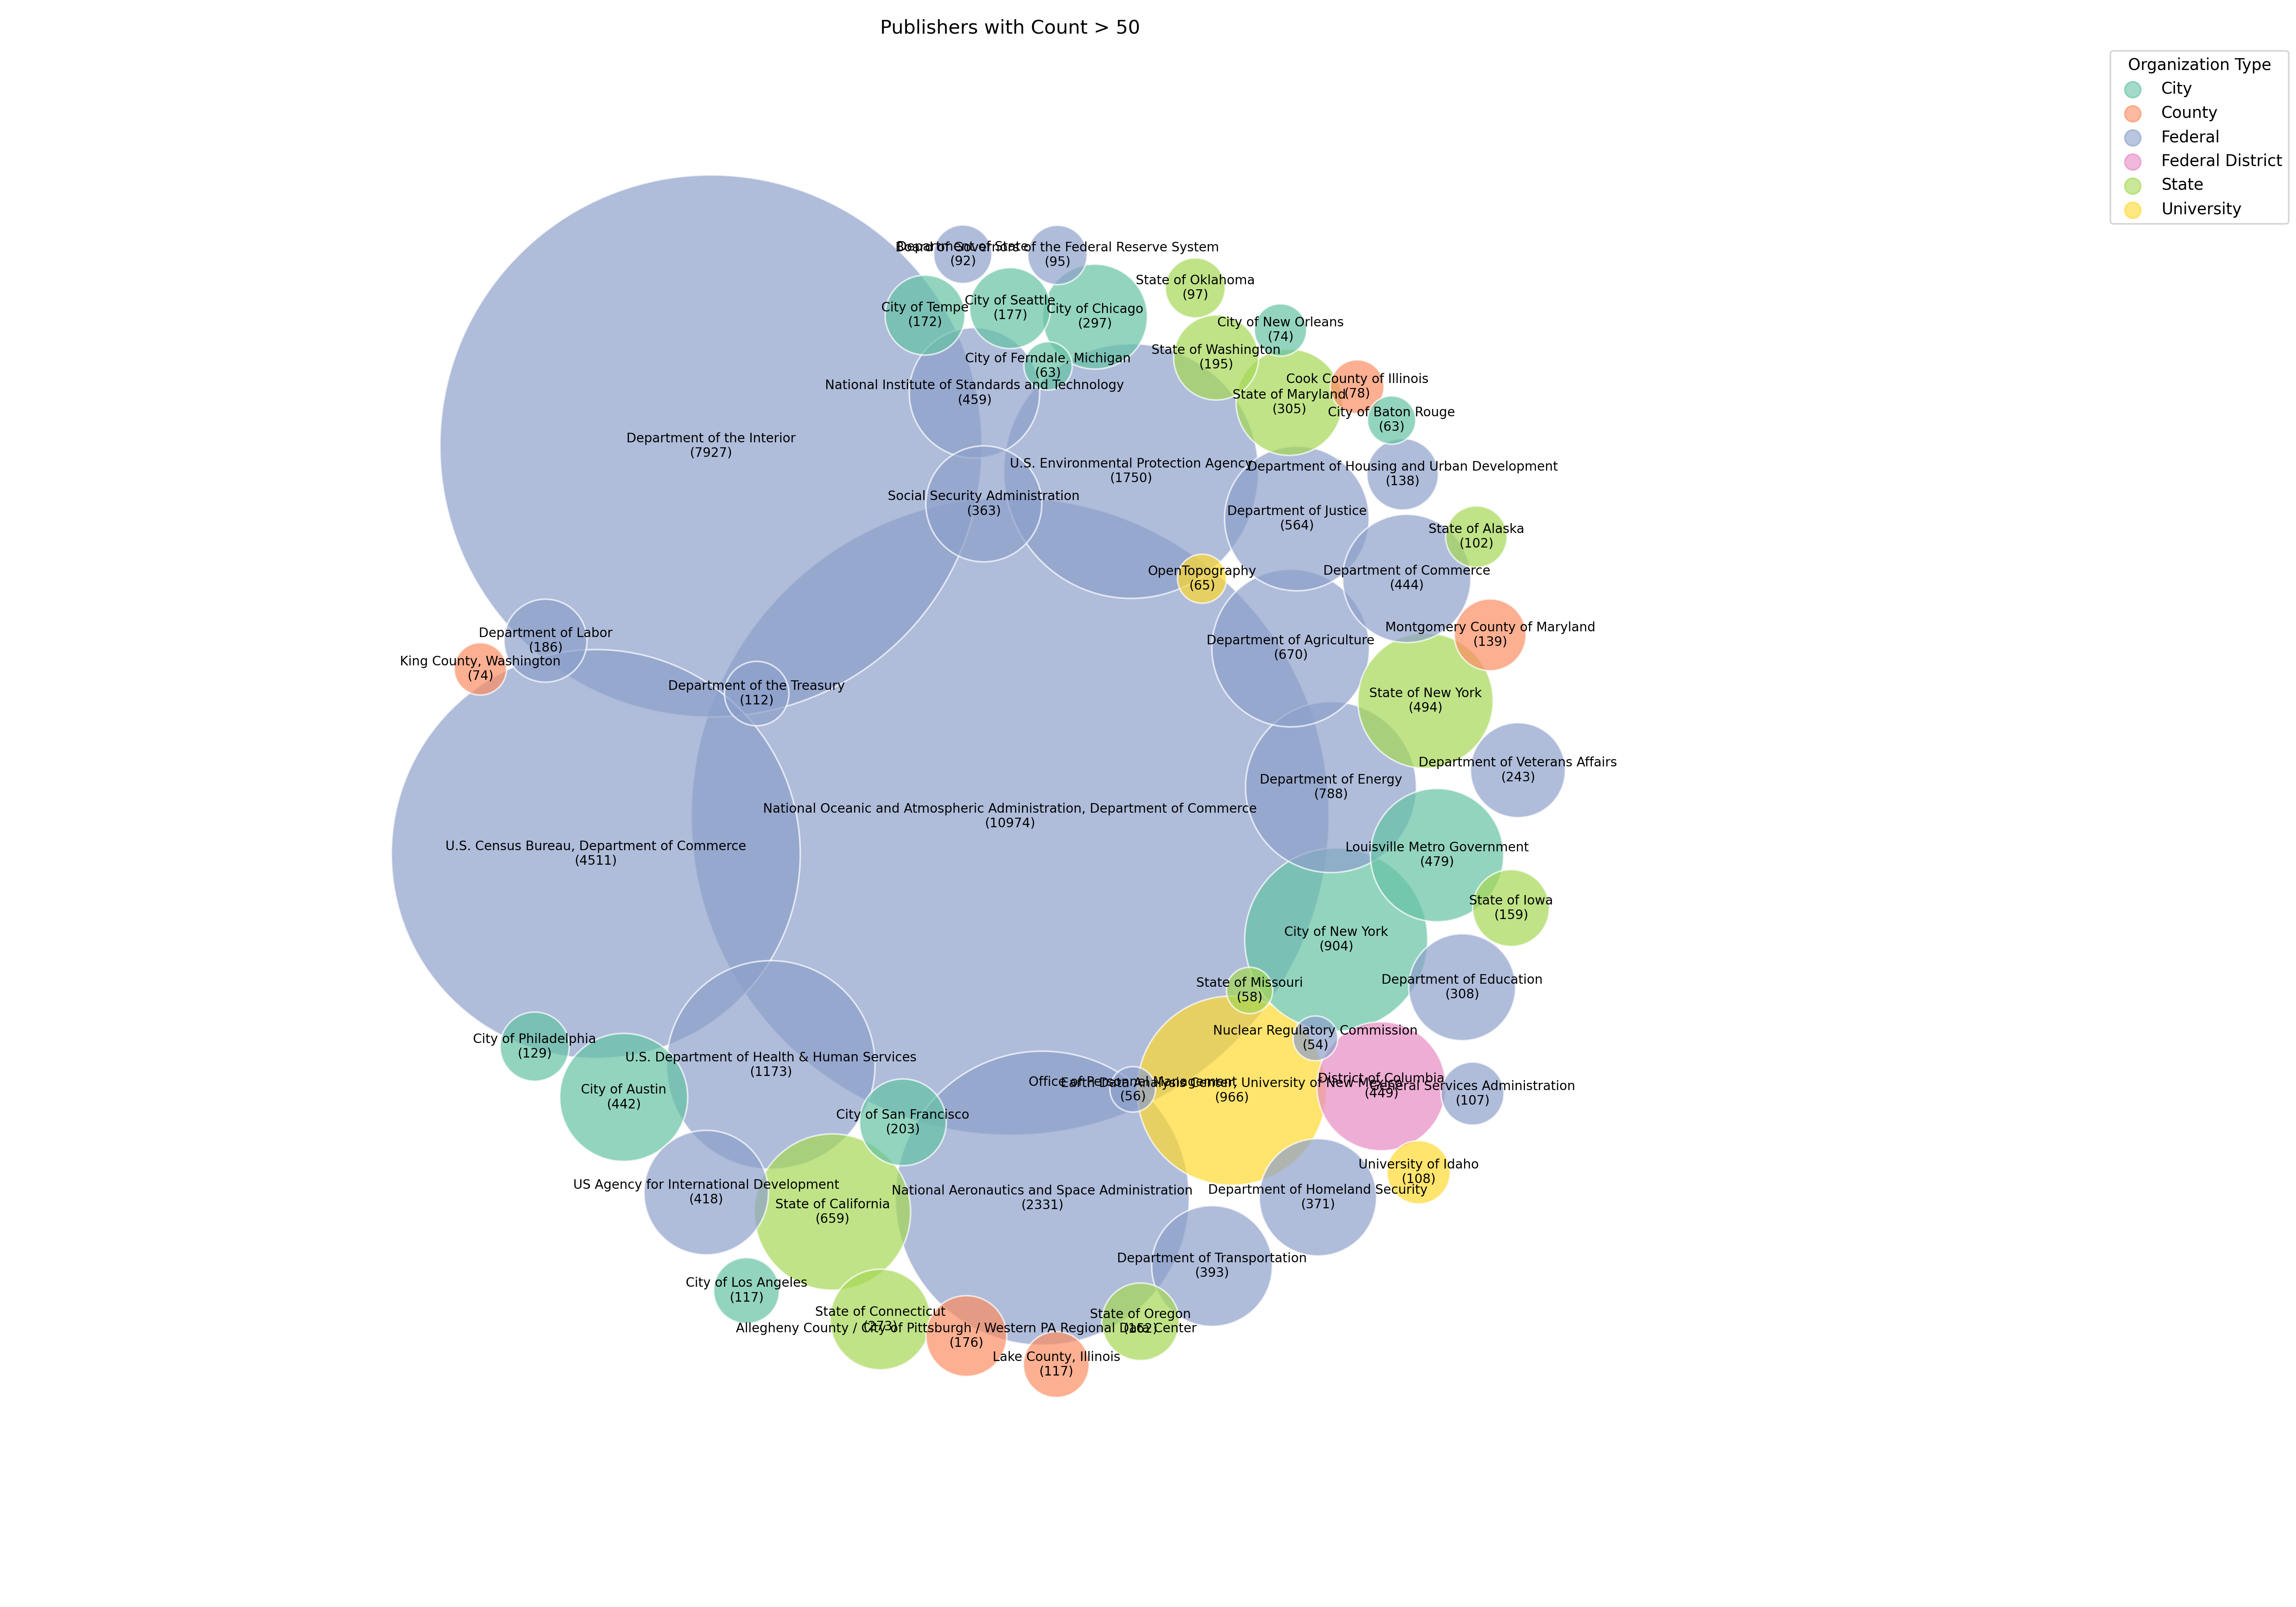 Publishers with Count > 50
Organization Type
City
County
Federal
Federal District
State
University
Department of State
(92)
Board of Governors of the Federal Reserve System
(95)
State of Oklahoma
(97)
City of Tempe
(172)
City of Seattle
(177)
City of Chicago
(297)
City of New Orleans
(74)
State of Washington
(195)
City of Ferndale, Michigan
(63)
National Institute of Standards and Technology
(459)
Cook County of Illinois
(78)
State of Maryland
(305)
City of Baton Rouge
(63)
Department of the Interior
(7927)
U.S. Environmental Protection Agency
(1750)
Department of Housing and Urban Development
(138)
Social Security Administration
(363)
Department of Justice
(564)
State of Alaska
(102)
OpenTopography
(65)
Department of Commerce
(444)
Department of Labor
(186)
Montgomery County of Maryland
(139)
Department of Agriculture
(670)
King County, Washington
(74)
Department of the Treasury
(112)
State of New York
(494)
Department of Veterans Affairs
(243)
Department of Energy
(788)
National Oceanic and Atmospheric Administration, Department of Commerce
(10974)
U.S. Census Bureau, Department of Commerce
(4511)
Louisville Metro Government
(479)
State of Iowa
(159)
City of New York
(904)
State of Missouri
(58)
Department of Education
(308)
Nuclear Regulatory Commission
(54)
City of Philadelphia
(129)
U.S. Department of Health & Human Services
(1173)
Office of Personnel Management
(56)
Earth Data Analysis Center, University of New Mexico
(966)
District of Columbia
(449)
General Services Administration
(107)
City of Austin
(442)
City of San Francisco
(203)
University of Idaho
(108)
US Agency for International Development
(418)
National Aeronautics and Space Administration
(2331)
Department of Homeland Security
(371)
State of California
(659)
Department of Transportation
(393)
City of Los Angeles
(117)
State of Connecticut
(273)
State of Oregon
(162)
Allegheny County / City of Pittsburgh / Western PA Regional Data Center
(176)
Lake County, Illinois
(117)